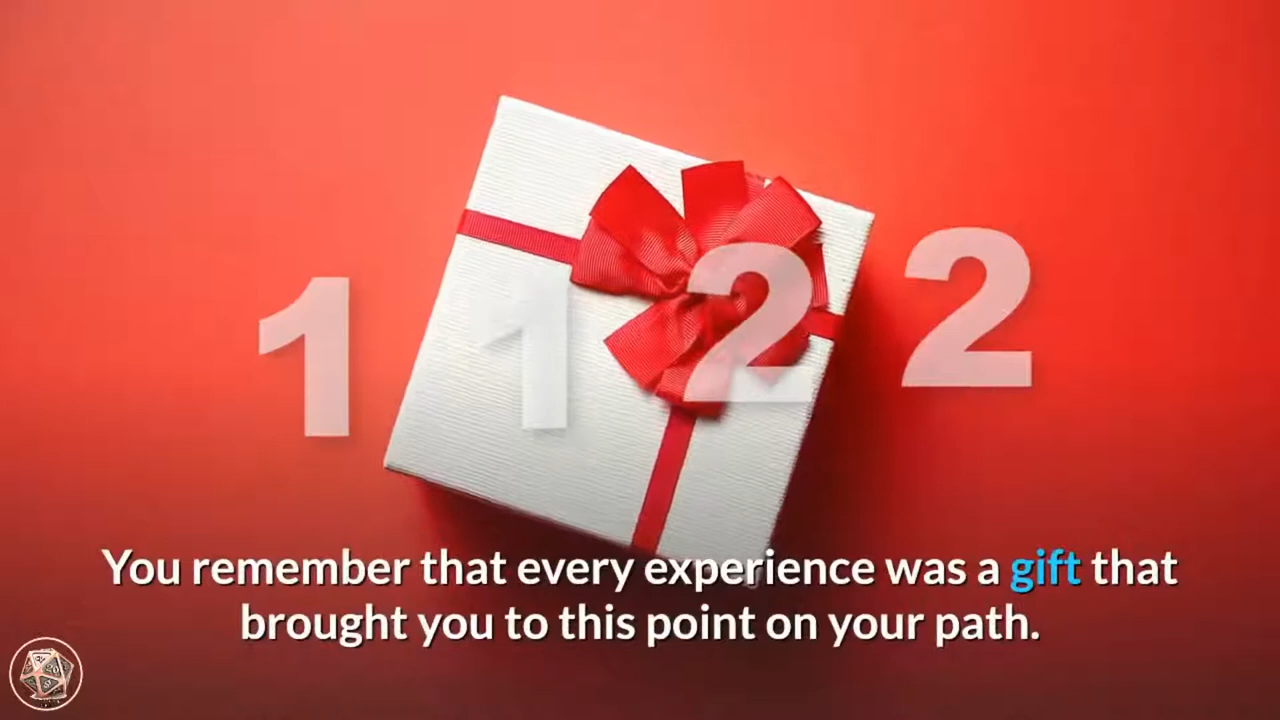 1 1 2 2
You remember that every experience was a gift that
brought you to this point on your path.